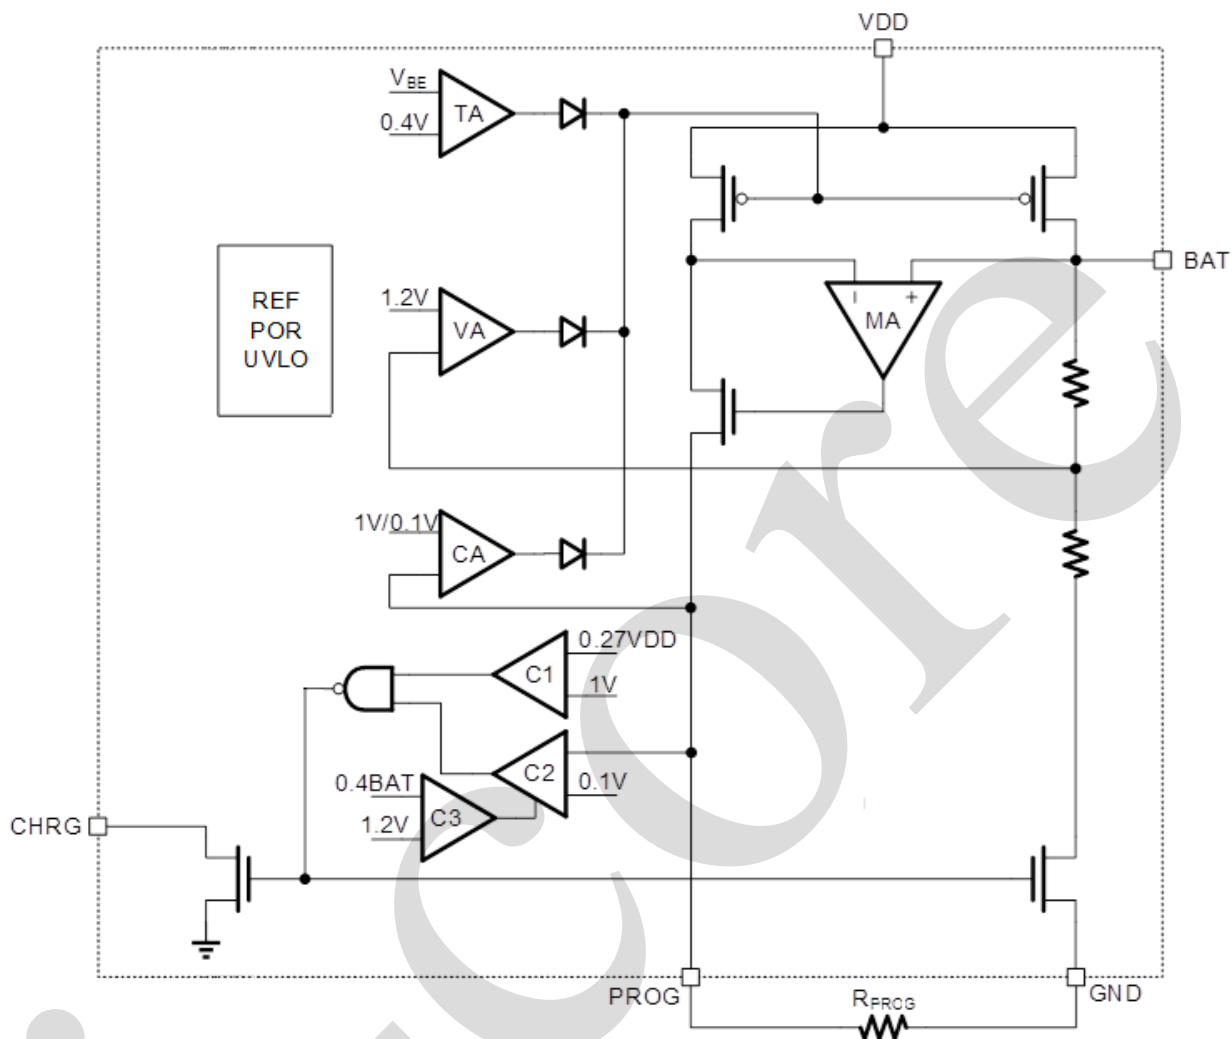 VDD
VBE
TA
0.4V
BAT
REF
POR
UVLO
1.2V
VA
- +
MA
1V/0.1V
CA
0.27VDD
C1
1V
C2
0.4BAT
0.1V
C3
1.2V
CHRG
PROG
RPROG
GND
icore